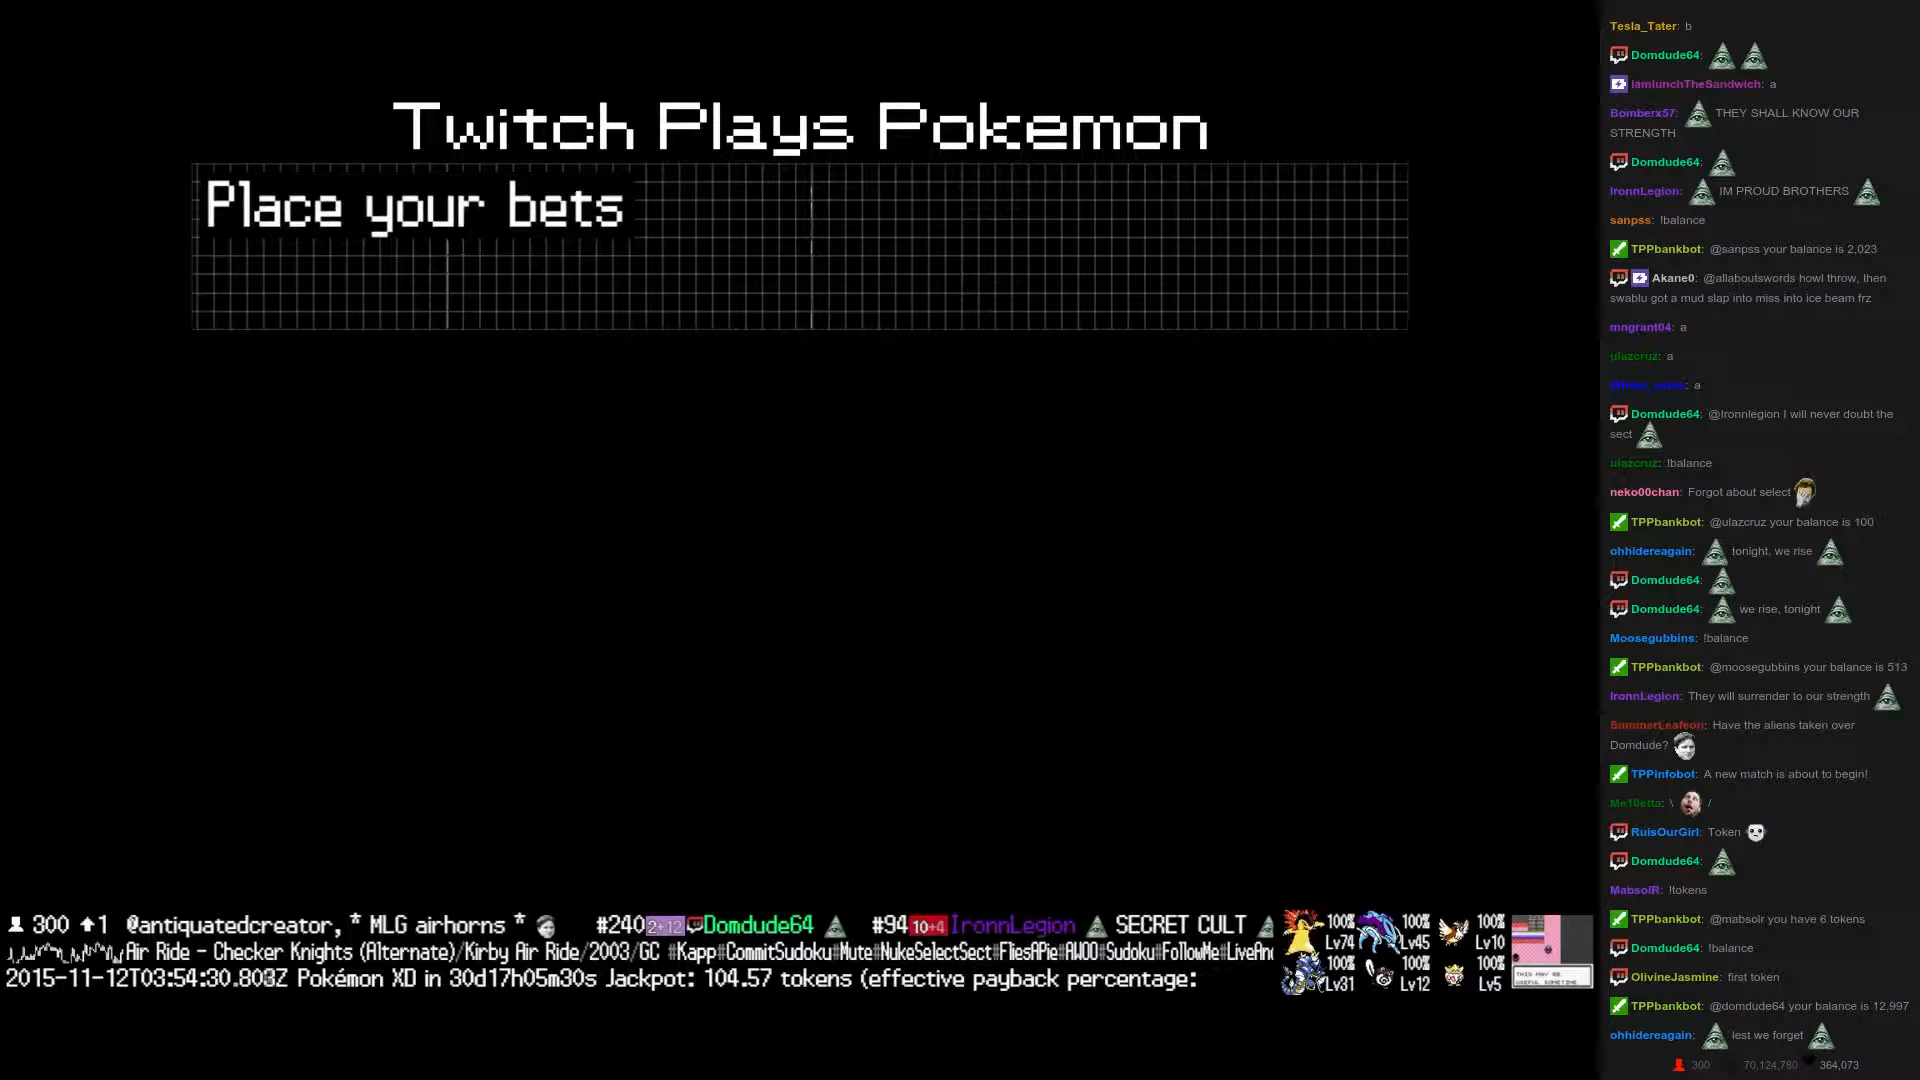 Twitch Plays Pokemon
Place your bets
300 1 @antiquatedcreator, * MLG airhorns * #240 2+12 Domdude64 #94 10+4 IronnLegion SECRET CULT
Air Ride - Checker Knights (Alternate)/Kirby Air Ride/2003/GC #Kapp#CommitSudoku#Mute#NukeSelectSect#FliesAPie#AWOO#Sudoku#FollowMe#LiveAnd
Pokémon XD in 30d17h05m30s Jackpot: 104.57 tokens (effective payback percentage:
100% 100% 100%
Lv74 Lv45 Lv10
100% 100% 100%
Lv31 Lv12 Lv5
THIS MAY BE
USEFUL SOMETIME
Tesla_Tater: b
Domdude64:
IamlunchTheSandwich: a
Bomberx57: THEY SHALL KNOW OUR
STRENGTH
Domdude64:
IronnLegion: IM PROUD BROTHERS
sanpss: !balance
TPPbankbot: @sanpss your balance is 2,023
Akane0: @allaboutswords howl throw, then
swablu got a mud slap into miss into ice beam frz
mngrant04: a
ulazcruz: a
a
Domdude64: @Ironnlegion I will never doubt the
sect
ulazcruz: !balance
neko00chan: Forgot about select
TPPbankbot: @ulazcruz your balance is 100
ohhidereagain: tonight, we rise
Domdude64:
Domdude64: we rise, tonight
Moosegubbins: !balance
TPPbankbot: @moosegubbins your balance is 513
IronnLegion: They will surrender to our strength
SummerLeafeon: Have the aliens taken over
Domdude?
TPPinfobot: A new match is about to begin!
Me10etta: \ /
RuisOurGirl: Token
Domdude64:
MabsolR: !tokens
TPPbankbot: @mabsolr you have 6 tokens
Domdude64: !balance
OlivineJasmine: first token
TPPbankbot: @domdude64 your balance is 12,997
ohhidereagain: lest we forget
300 70,124,780 364,073